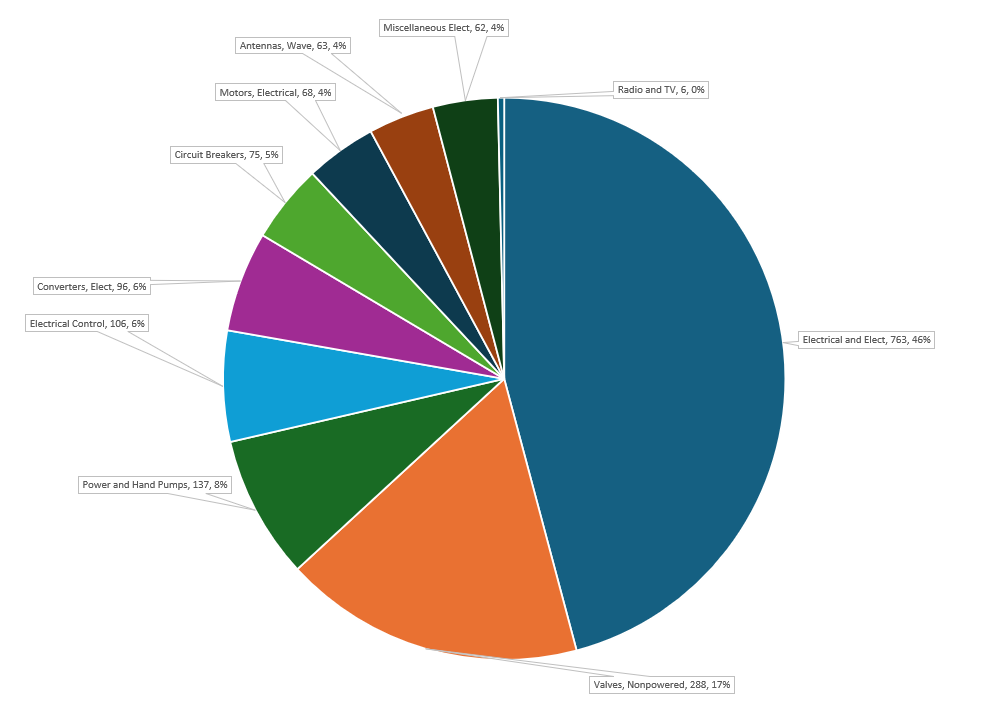 Miscellaneous Elect, 62, 4%
Antennas, Wave, 63, 4%
Radio and TV, 6, 0%
Motors, Electrical, 68, 4%
Circuit Breakers, 75, 5%
Converters, Elect, 96, 6%
Electrical Control, 106, 6%
Electrical and Elect, 763, 46%
Power and Hand Pumps, 137, 8%
Valves, Nonpowered, 288, 17%